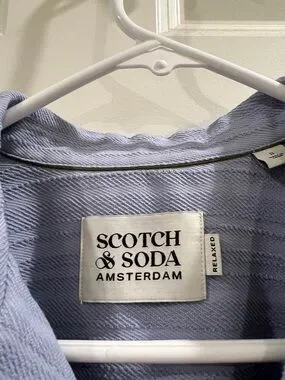 SCOTCH
& SODA
AMSTERDAM
RELAXED